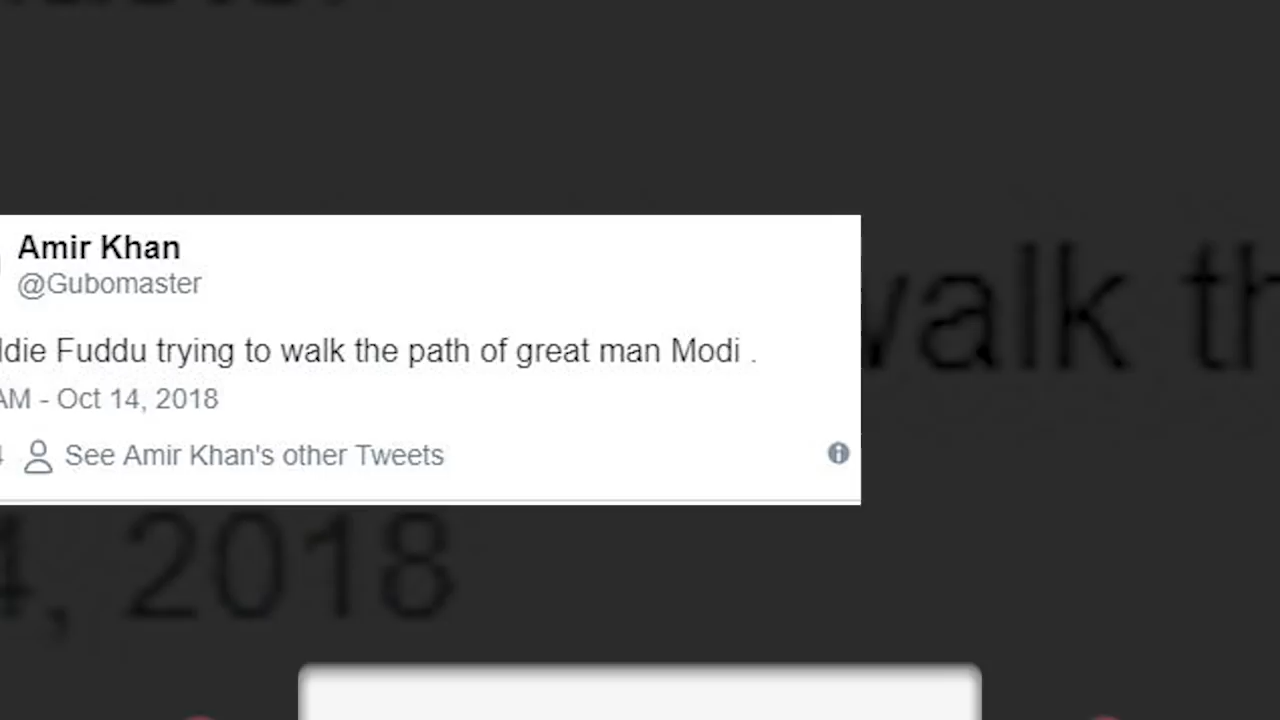 Amir Khan
@Gubomaster
Fuddu trying to walk the path of great man Modi .
AM - Oct 14, 2018
See Amir Khan's other Tweets
walk
4, 2018